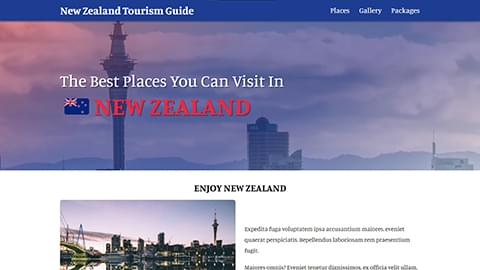 New Zealand Tourism Guide
Places Gallery Packages
The Best Places You Can Visit In
NEW ZEALAND
ENJOY NEW ZEALAND
Expedita fuga voluptatem ipsa accusantium maiores, eveniet
quaerat perspiciatis. Repellendus laboriosam rem praesentium
fugit.
Maiores omnis? Eveniet tenetur dignissimos, ex officia velit ullam,